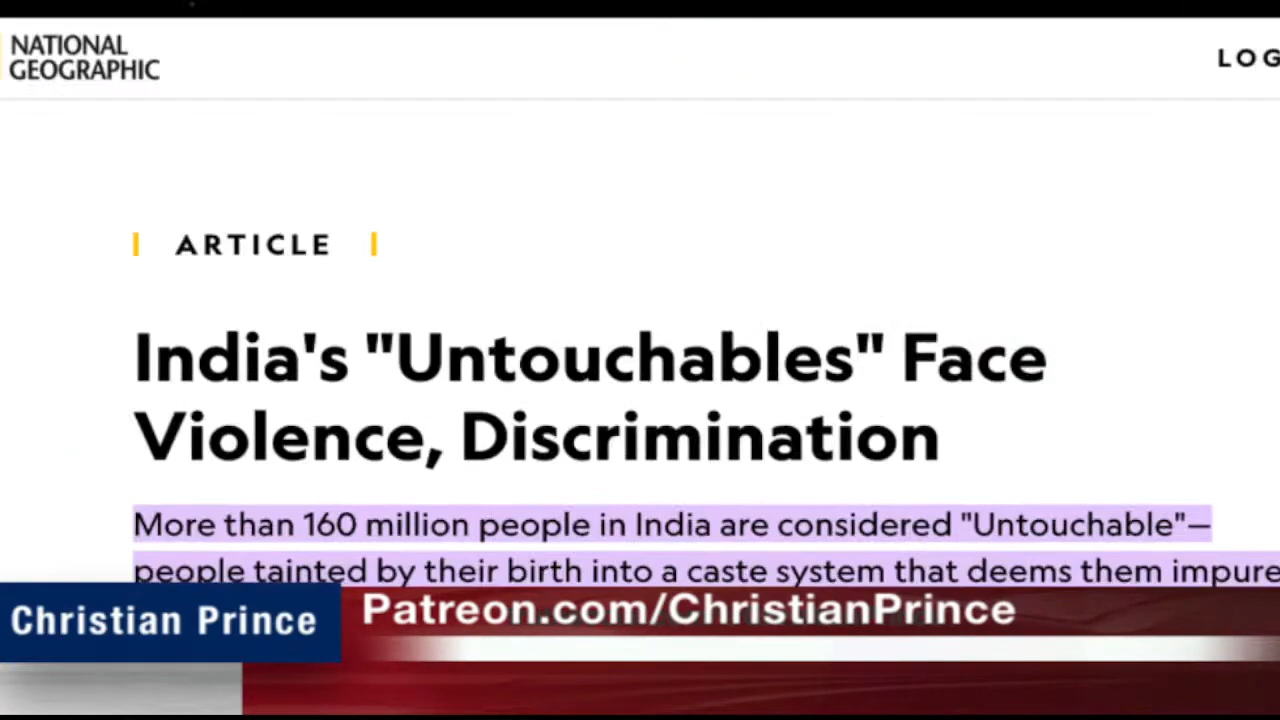 NATIONAL
GEOGRAPHIC
LOG
ARTICLE
India's "Untouchables" Face
Violence, Discrimination
More than 160 million people in India are considered "Untouchable"—
people tainted by their birth into a caste system that deems them impure
Christian Prince
Patreon.com/ChristianPrince